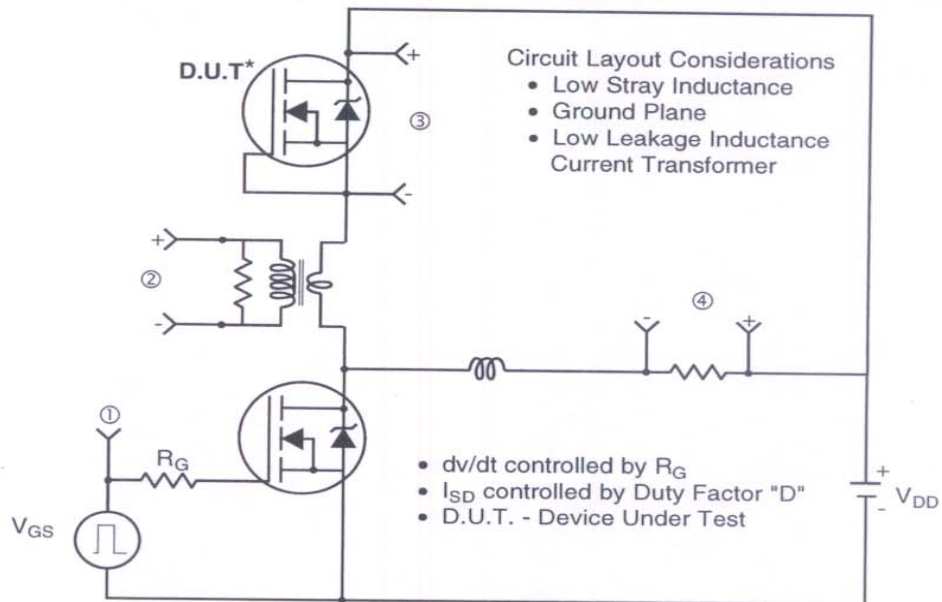 D.U.T*
+
③
-
Circuit Layout Considerations
• Low Stray Inductance
• Ground Plane
• Low Leakage Inductance
Current Transformer
+
②
-
④
-
+
①
R_G
V_GS
• dv/dt controlled by R_G
• I_SD controlled by Duty Factor "D"
• D.U.T. - Device Under Test
+
V_DD
-